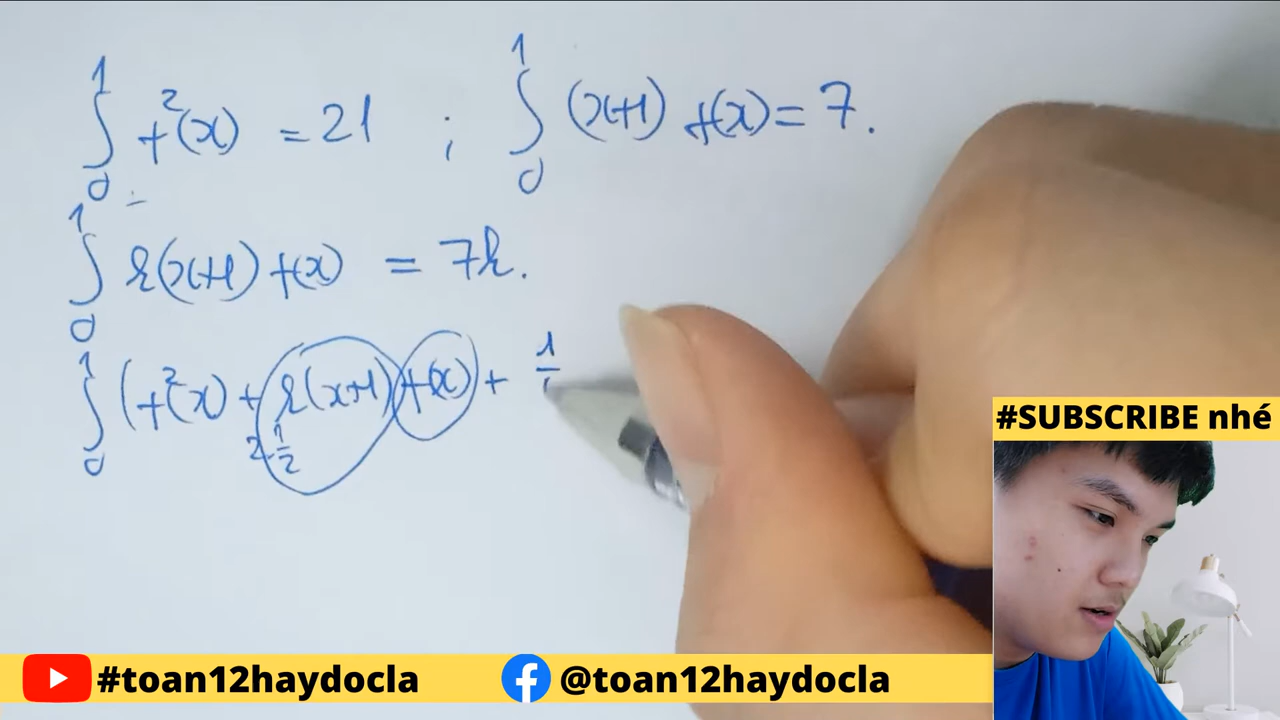 ∫₀¹ f²(x) = 21 ; ∫₀¹ (x+1) f(x) = 7.
∫₀¹ k(x+1) f(x) = 7k.
∫₀¹ (f²(x) + k(x+1) f(x) + 1
2. 1/2
#SUBSCRIBE nhé
#toan12haydocla
@toan12haydocla